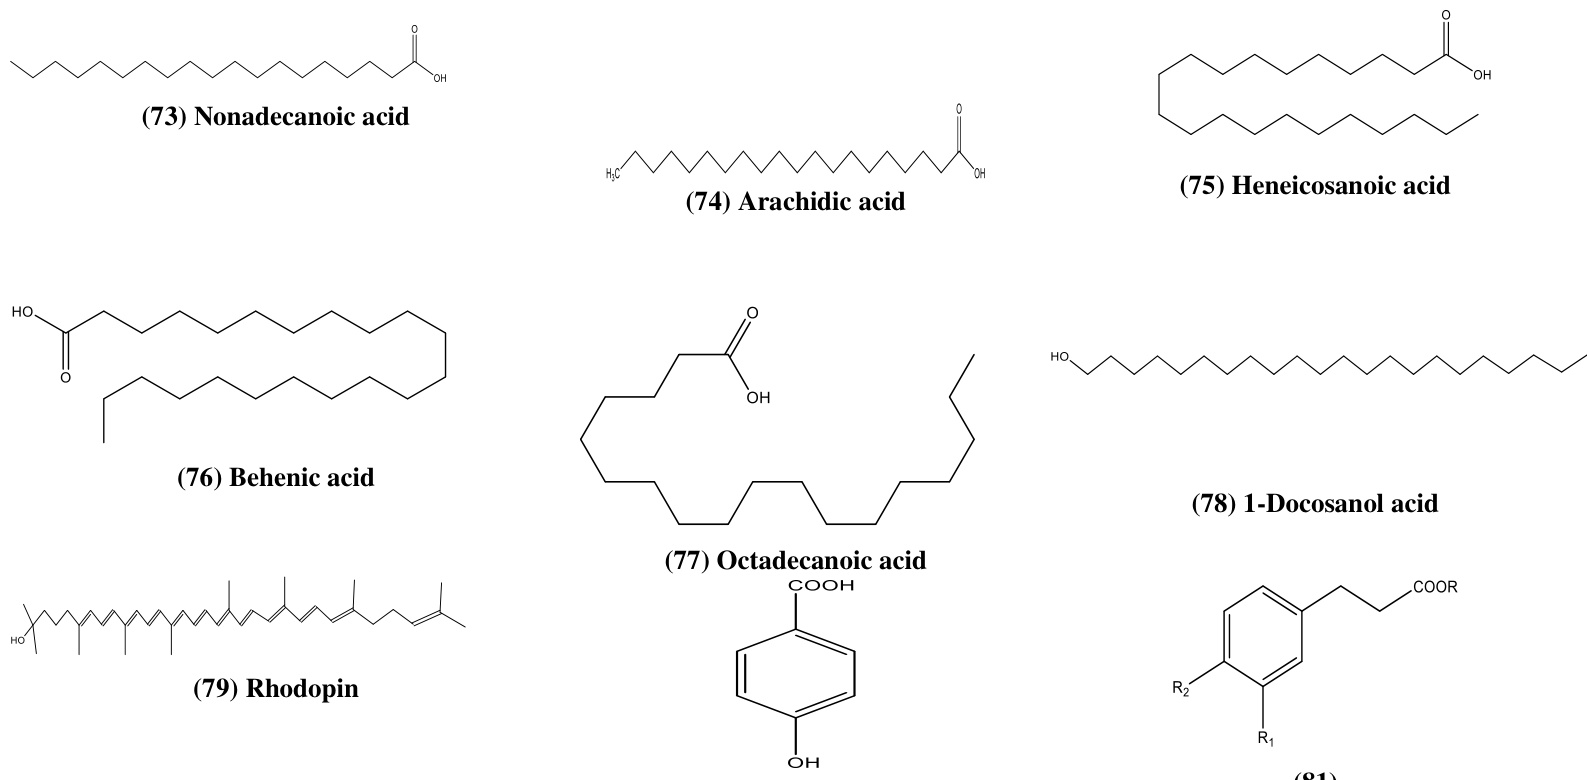 O
OH
(73) Nonadecanoic acid
O
H₃C
OH
(74) Arachidic acid
O
OH
(75) Heneicosanoic acid
HO
O
(76) Behenic acid
O
OH
(77) Octadecanoic acid
HO
(78) 1-Docosanol acid
HO
(79) Rhodopin
COOH
OH
COOR
R₂
R₁
(81)